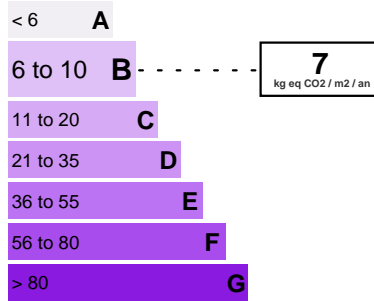 < 6 A
6 to 10 B
7
kg eq CO2 / m2 / an
11 to 20 C
21 to 35 D
36 to 55 E
56 to 80 F
> 80 G